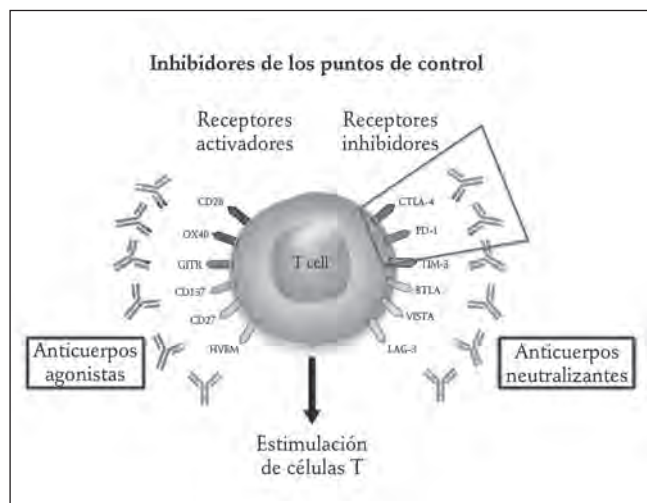 Inhibidores de los puntos de control
Receptores
activadores
Receptores
inhibidores
CD28
OX40
GITR
CD137
CD27
HVEM
T cell
CTLA-4
PD-1
TIM-3
BTLA
VISTA
LAG-3
Anticuerpos
agonistas
Anticuerpos
neutralizantes
Estimulación
de células T